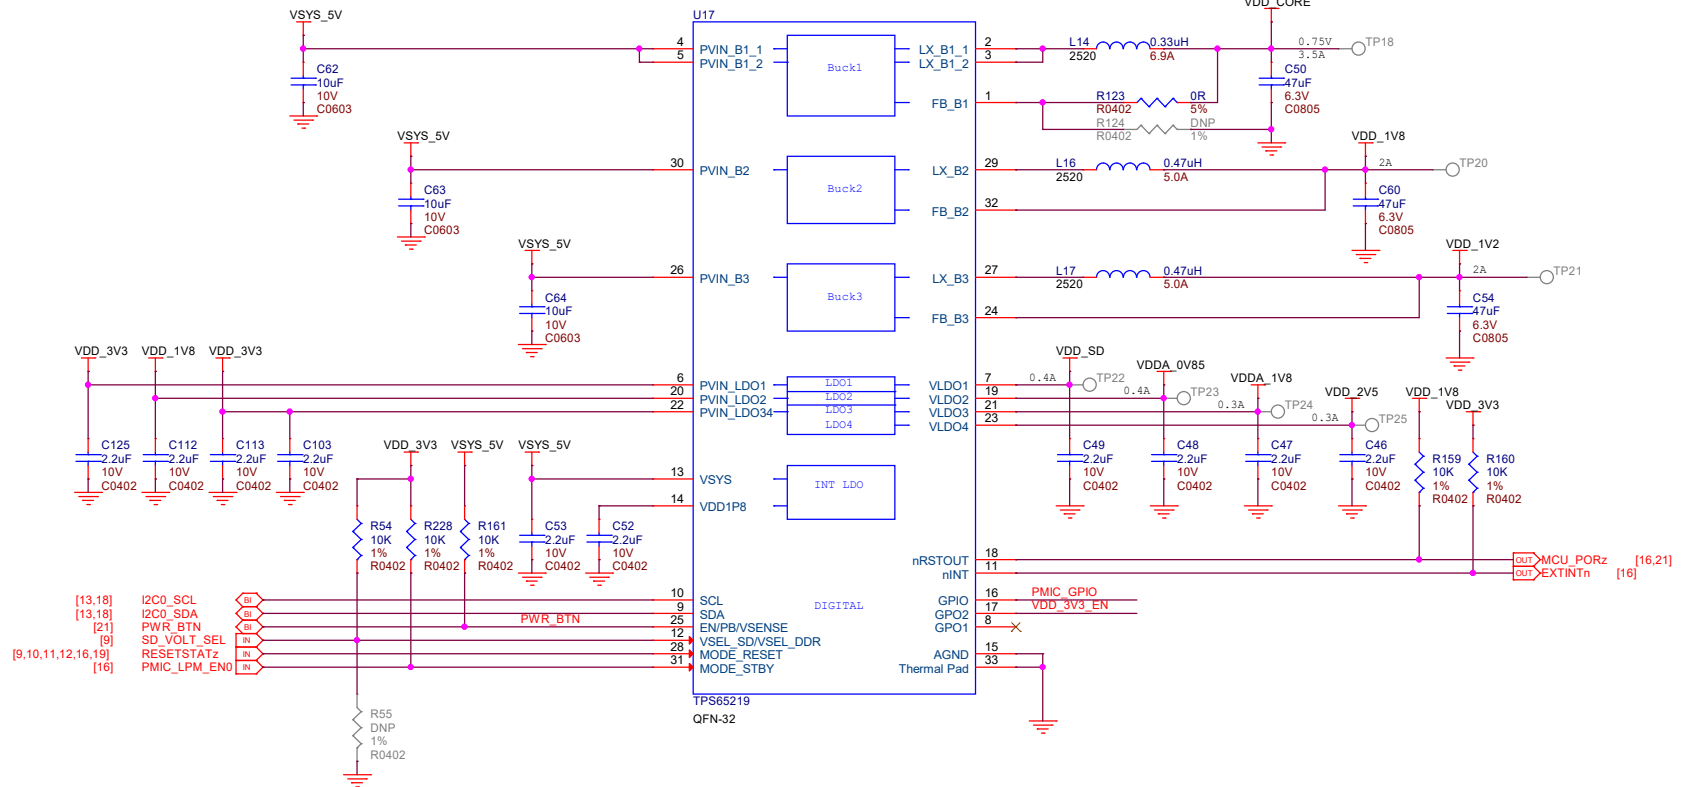 VSYS_5V
U17
VDD_CORE
4
PVIN_B1_1
5
PVIN_B1_2
Buck1
LX_B1_1
2
LX_B1_2
3
L14
2520
0.33uH
6.9A
0.75V
3.5A
TP18
C62
10uF
10V
C0603
C50
47uF
6.3V
C0805
FB_B1
1
R123
R0402
0R
5%
R124
R0402
DNP
1%
VSYS_5V
VDD_1V8
30
PVIN_B2
Buck2
LX_B2
29
L16
2520
0.47uH
5.0A
2A
TP20
C63
10uF
10V
C0603
C60
47uF
6.3V
C0805
FB_B2
32
VSYS_5V
VDD_1V2
26
PVIN_B3
Buck3
LX_B3
27
L17
2520
0.47uH
5.0A
2A
TP21
C64
10uF
10V
C0603
C54
47uF
6.3V
C0805
FB_B3
24
VDD_3V3
VDD_1V8
VDD_3V3
VDD_SD
VDDA_0V85
VDDA_1V8
VDD_2V5
VDD_1V8
VDD_3V3
6
PVIN_LDO1
20
PVIN_LDO2
22
PVIN_LDO34
LDO1
LDO2
LDO3
LDO4
VLDO1
7
VLDO2
19
VLDO3
21
VLDO4
23
0.4A
TP22
0.4A
TP23
0.3A
TP24
0.3A
TP25
C125
2.2uF
10V
C0402
C112
2.2uF
10V
C0402
C113
2.2uF
10V
C0402
C103
2.2uF
10V
C0402
VDD_3V3
VSYS_5V
VSYS_5V
C49
2.2uF
10V
C0402
C48
2.2uF
10V
C0402
C47
2.2uF
10V
C0402
C46
2.2uF
10V
C0402
R159
10K
1%
R0402
R160
10K
1%
R0402
13
VSYS
14
VDD1P8
INT LDO
R54
10K
1%
R0402
R228
10K
1%
R0402
R161
10K
1%
R0402
C53
2.2uF
10V
C0402
C52
2.2uF
10V
C0402
nRSTOUT
18
OUT
MCU_PORz
[16,21]
nINT
11
OUT
EXTINTn
[16]
[13,18]
I2C0_SCL
BI
10
SCL
[13,18]
I2C0_SDA
BI
9
SDA
[21]
PWR_BTN
BI
PWR_BTN
25
EN/PB/VSENSE
[9]
SD_VOLT_SEL
IN
12
VSEL_SD/VSEL_DDR
[9,10,11,12,16,19]
RESETSTATz
IN
28
MODE_RESET
[16]
PMIC_LPM_EN0
IN
31
MODE_STBY
DIGITAL
GPIO
16
PMIC_GPIO
GPO2
17
VDD_3V3_EN
GPO1
8
AGND
15
Thermal Pad
33
TPS65219
QFN-32
R55
DNP
1%
R0402